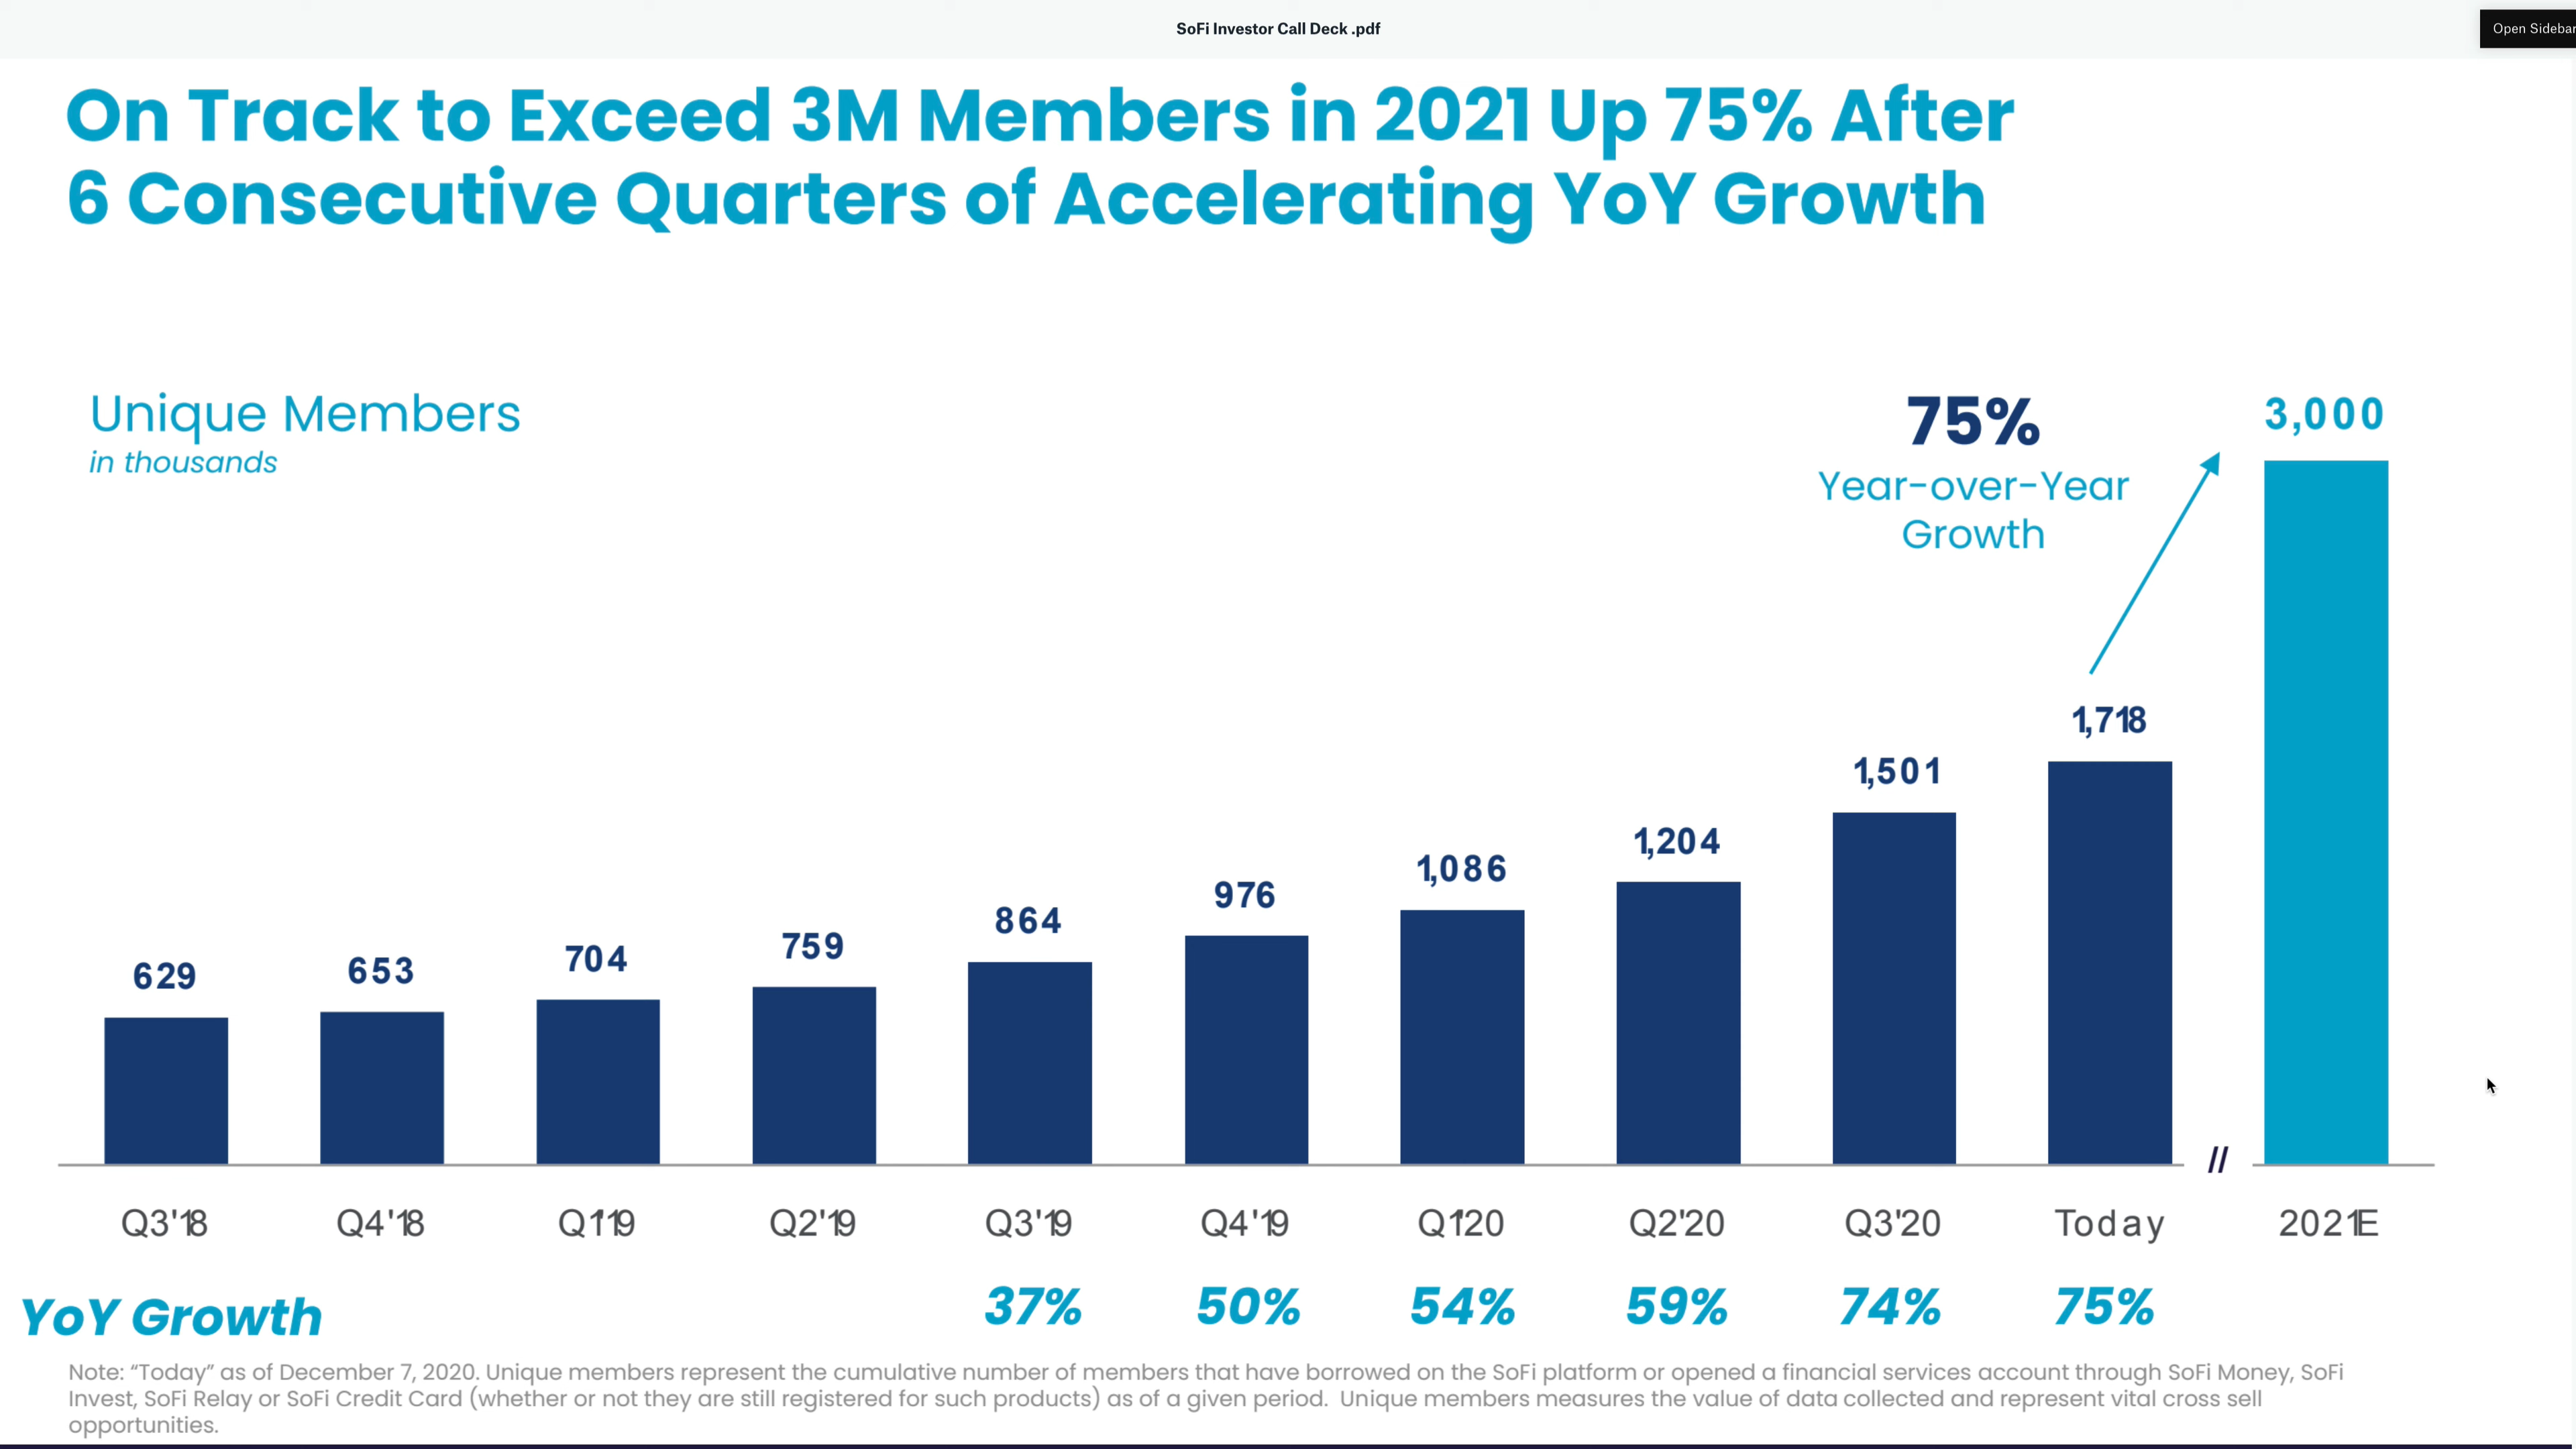 SoFi Investor Call Deck .pdf
Open Sidebar
On Track to Exceed 3M Members in 2021 Up 75% After
6 Consecutive Quarters of Accelerating YoY Growth
Unique Members
in thousands
75%
Year-over-Year
Growth
3,000
1,718
1,501
1,204
1,086
976
864
759
704
653
629
//
Q3'18 Q4'18 Q1'19 Q2'19 Q3'19 Q4'19 Q1'20 Q2'20 Q3'20 Today 2021E
YoY Growth 37% 50% 54% 59% 74% 75%
Note: “Today” as of December 7, 2020. Unique members represent the cumulative number of members that have borrowed on the SoFi platform or opened a financial services account through SoFi Money, SoFi
Invest, SoFi Relay or SoFi Credit Card (whether or not they are still registered for such products) as of a given period. Unique members measures the value of data collected and represent vital cross sell
opportunities.